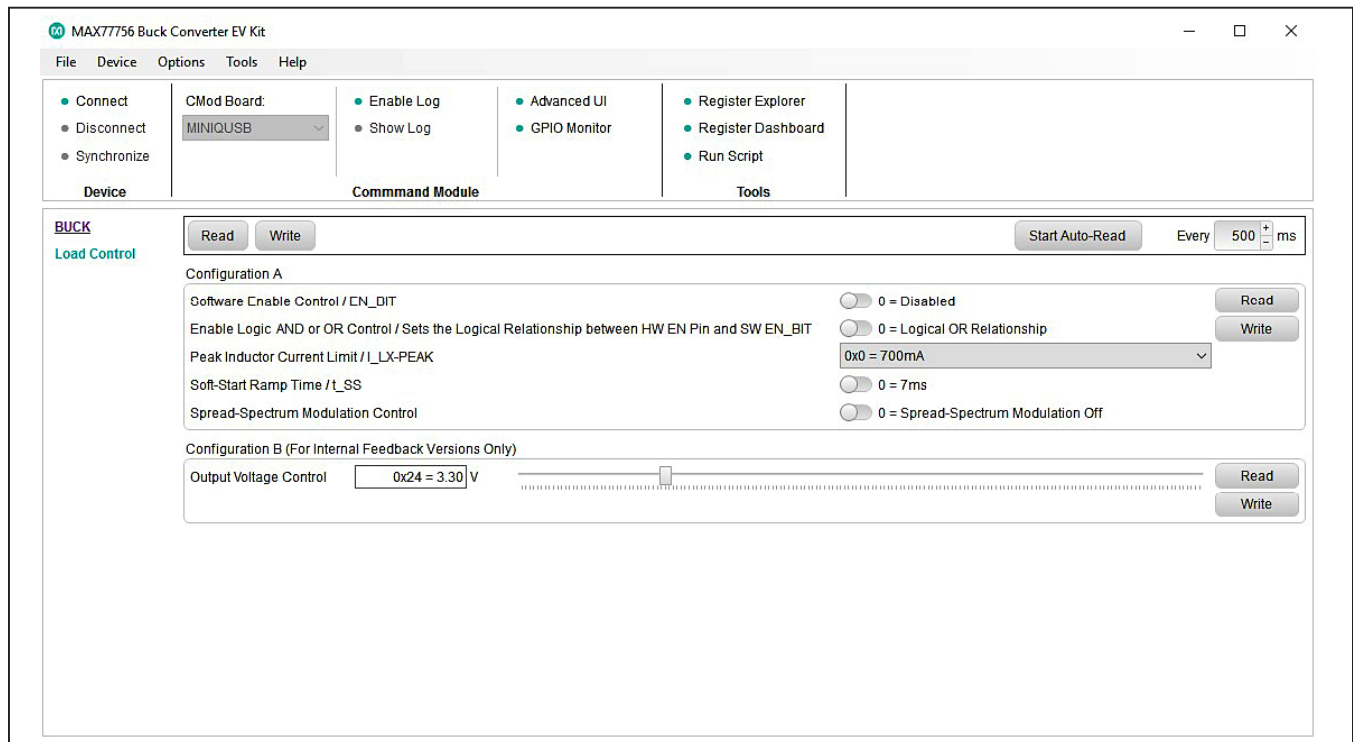 MAX77756 Buck Converter EV Kit
File Device Options Tools Help
Connect
Disconnect
Synchronize
Device
CMod Board:
MINIQUSB
Enable Log
Show Log
Advanced UI
GPIO Monitor
Commmand Module
Register Explorer
Register Dashboard
Run Script
Tools
BUCK
Load Control
Read Write Start Auto-Read Every 500 + - ms
Configuration A
Software Enable Control / EN_BIT 0 = Disabled Read
Enable Logic AND or OR Control / Sets the Logical Relationship between HW EN Pin and SW EN_BIT 0 = Logical OR Relationship Write
Peak Inductor Current Limit / I_LX-PEAK 0x0 = 700mA
Soft-Start Ramp Time / t_SS 0 = 7ms
Spread-Spectrum Modulation Control 0 = Spread-Spectrum Modulation Off
Configuration B (For Internal Feedback Versions Only)
Output Voltage Control 0x24 = 3.30 V Read
Write